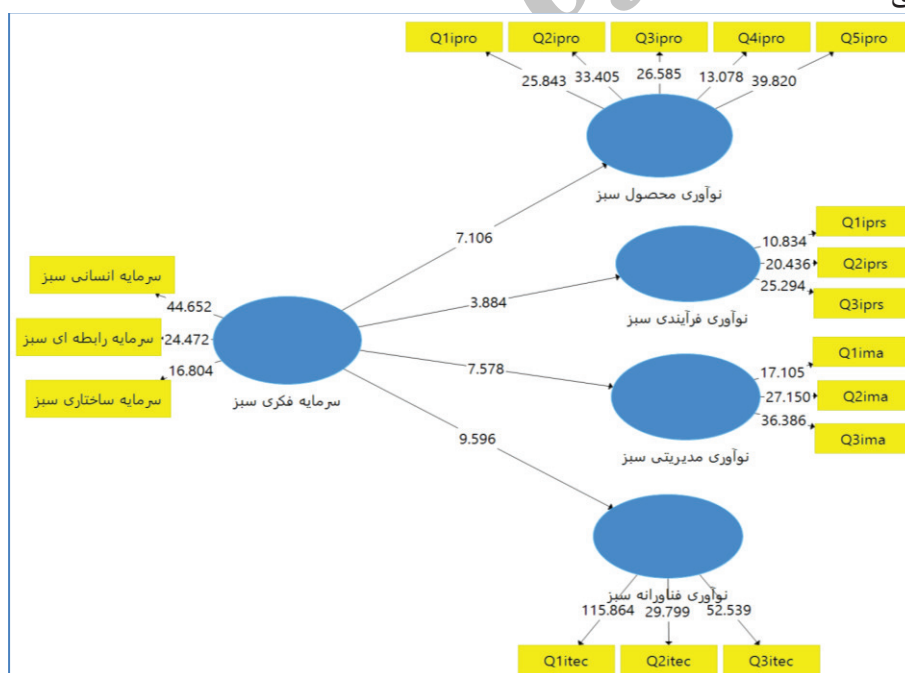 Q1ipro Q2ipro Q3ipro Q4ipro Q5ipro
25.843 33.405 26.585 13.078 39.820
نوآوری محصول سبز
7.106
Q1iprs
10.834
Q2iprs
20.436
Q3iprs
25.294
نوآوری فرآیندی سبز
3.884
سرمایه انسانی سبز
44.652
سرمایه رابطه ای سبز
24.472
سرمایه ساختاری سبز
16.804
سرمایه فکری سبز
7.578
Q1ima
17.105
Q2ima
27.150
Q3ima
36.386
نوآوری مدیریتی سبز
9.596
نوآوری فناورانه سبز
115.864 29.799 52.539
Q1itec Q2itec Q3itec